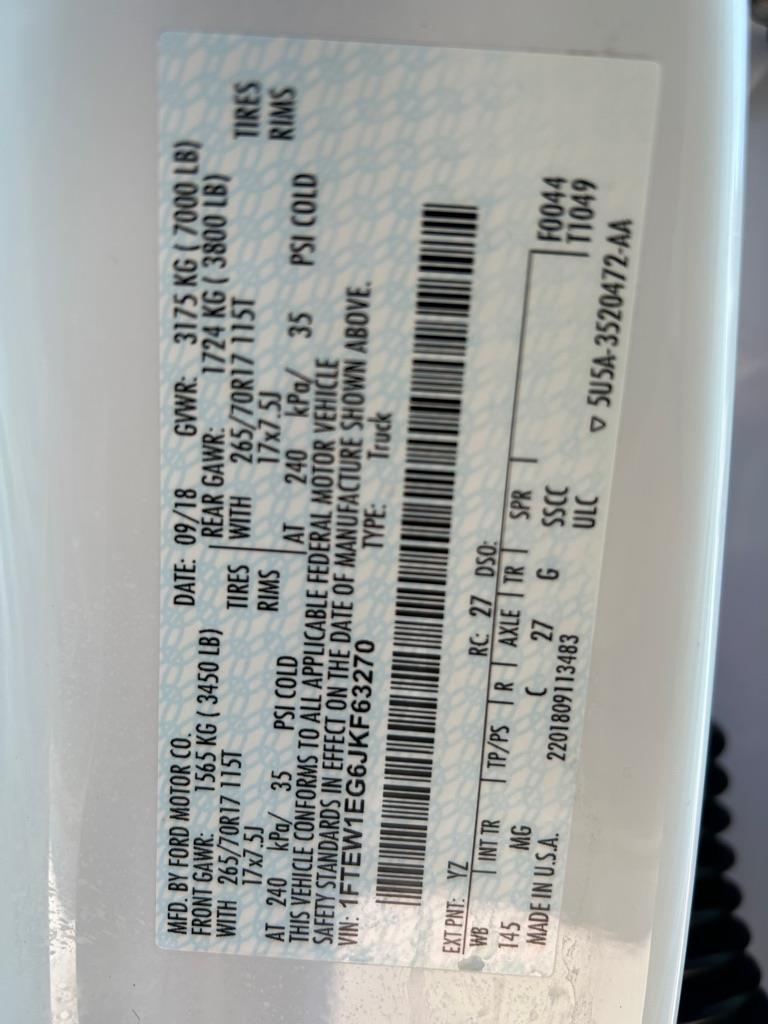 MFD. BY FORD MOTOR CO. DATE: 09/18 GVWR: 3175 KG ( 7000 LB)
FRONT GAWR: 1565 KG ( 3450 LB) REAR GAWR: 1724 KG ( 3800 LB)
WITH 265/70R17 115T TIRES WITH 265/70R17 115T TIRES
17x7.5J RIMS 17x7.5J RIMS
AT 240 kPa/ 35 PSI COLD AT 240 kPa/ 35 PSI COLD
THIS VEHICLE CONFORMS TO ALL APPLICABLE FEDERAL MOTOR VEHICLE
SAFETY STANDARDS IN EFFECT ON THE DATE OF MANUFACTURE SHOWN ABOVE.
VIN: 1FTEW1EG6JKF63270 TYPE: Truck
EXT PNT: YZ RC: 27 DSO:
WB INT TR TP/PS R AXLE TR SPR F0044
145 MG C 27 G SSCC T1049
MADE IN U.S.A. 2201809113483 ULC
▽ 5U5A-3520472-AA